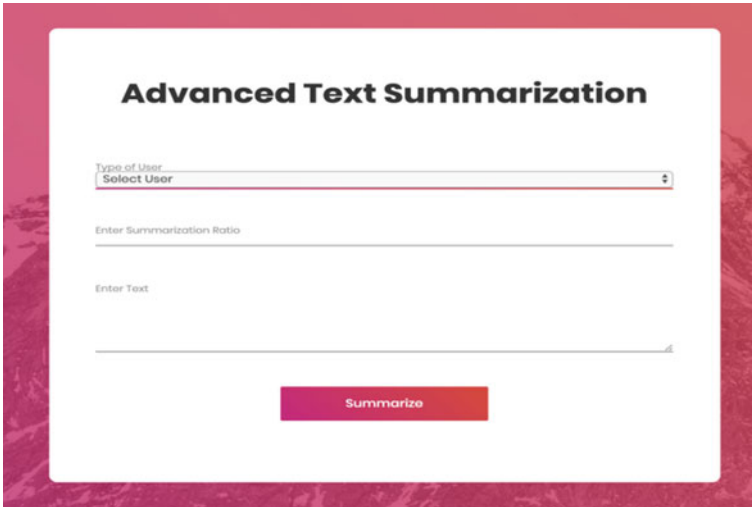 Advanced Text Summarization
Type of User
Select User
Enter Summarization Ratio
Enter Text
Summarize